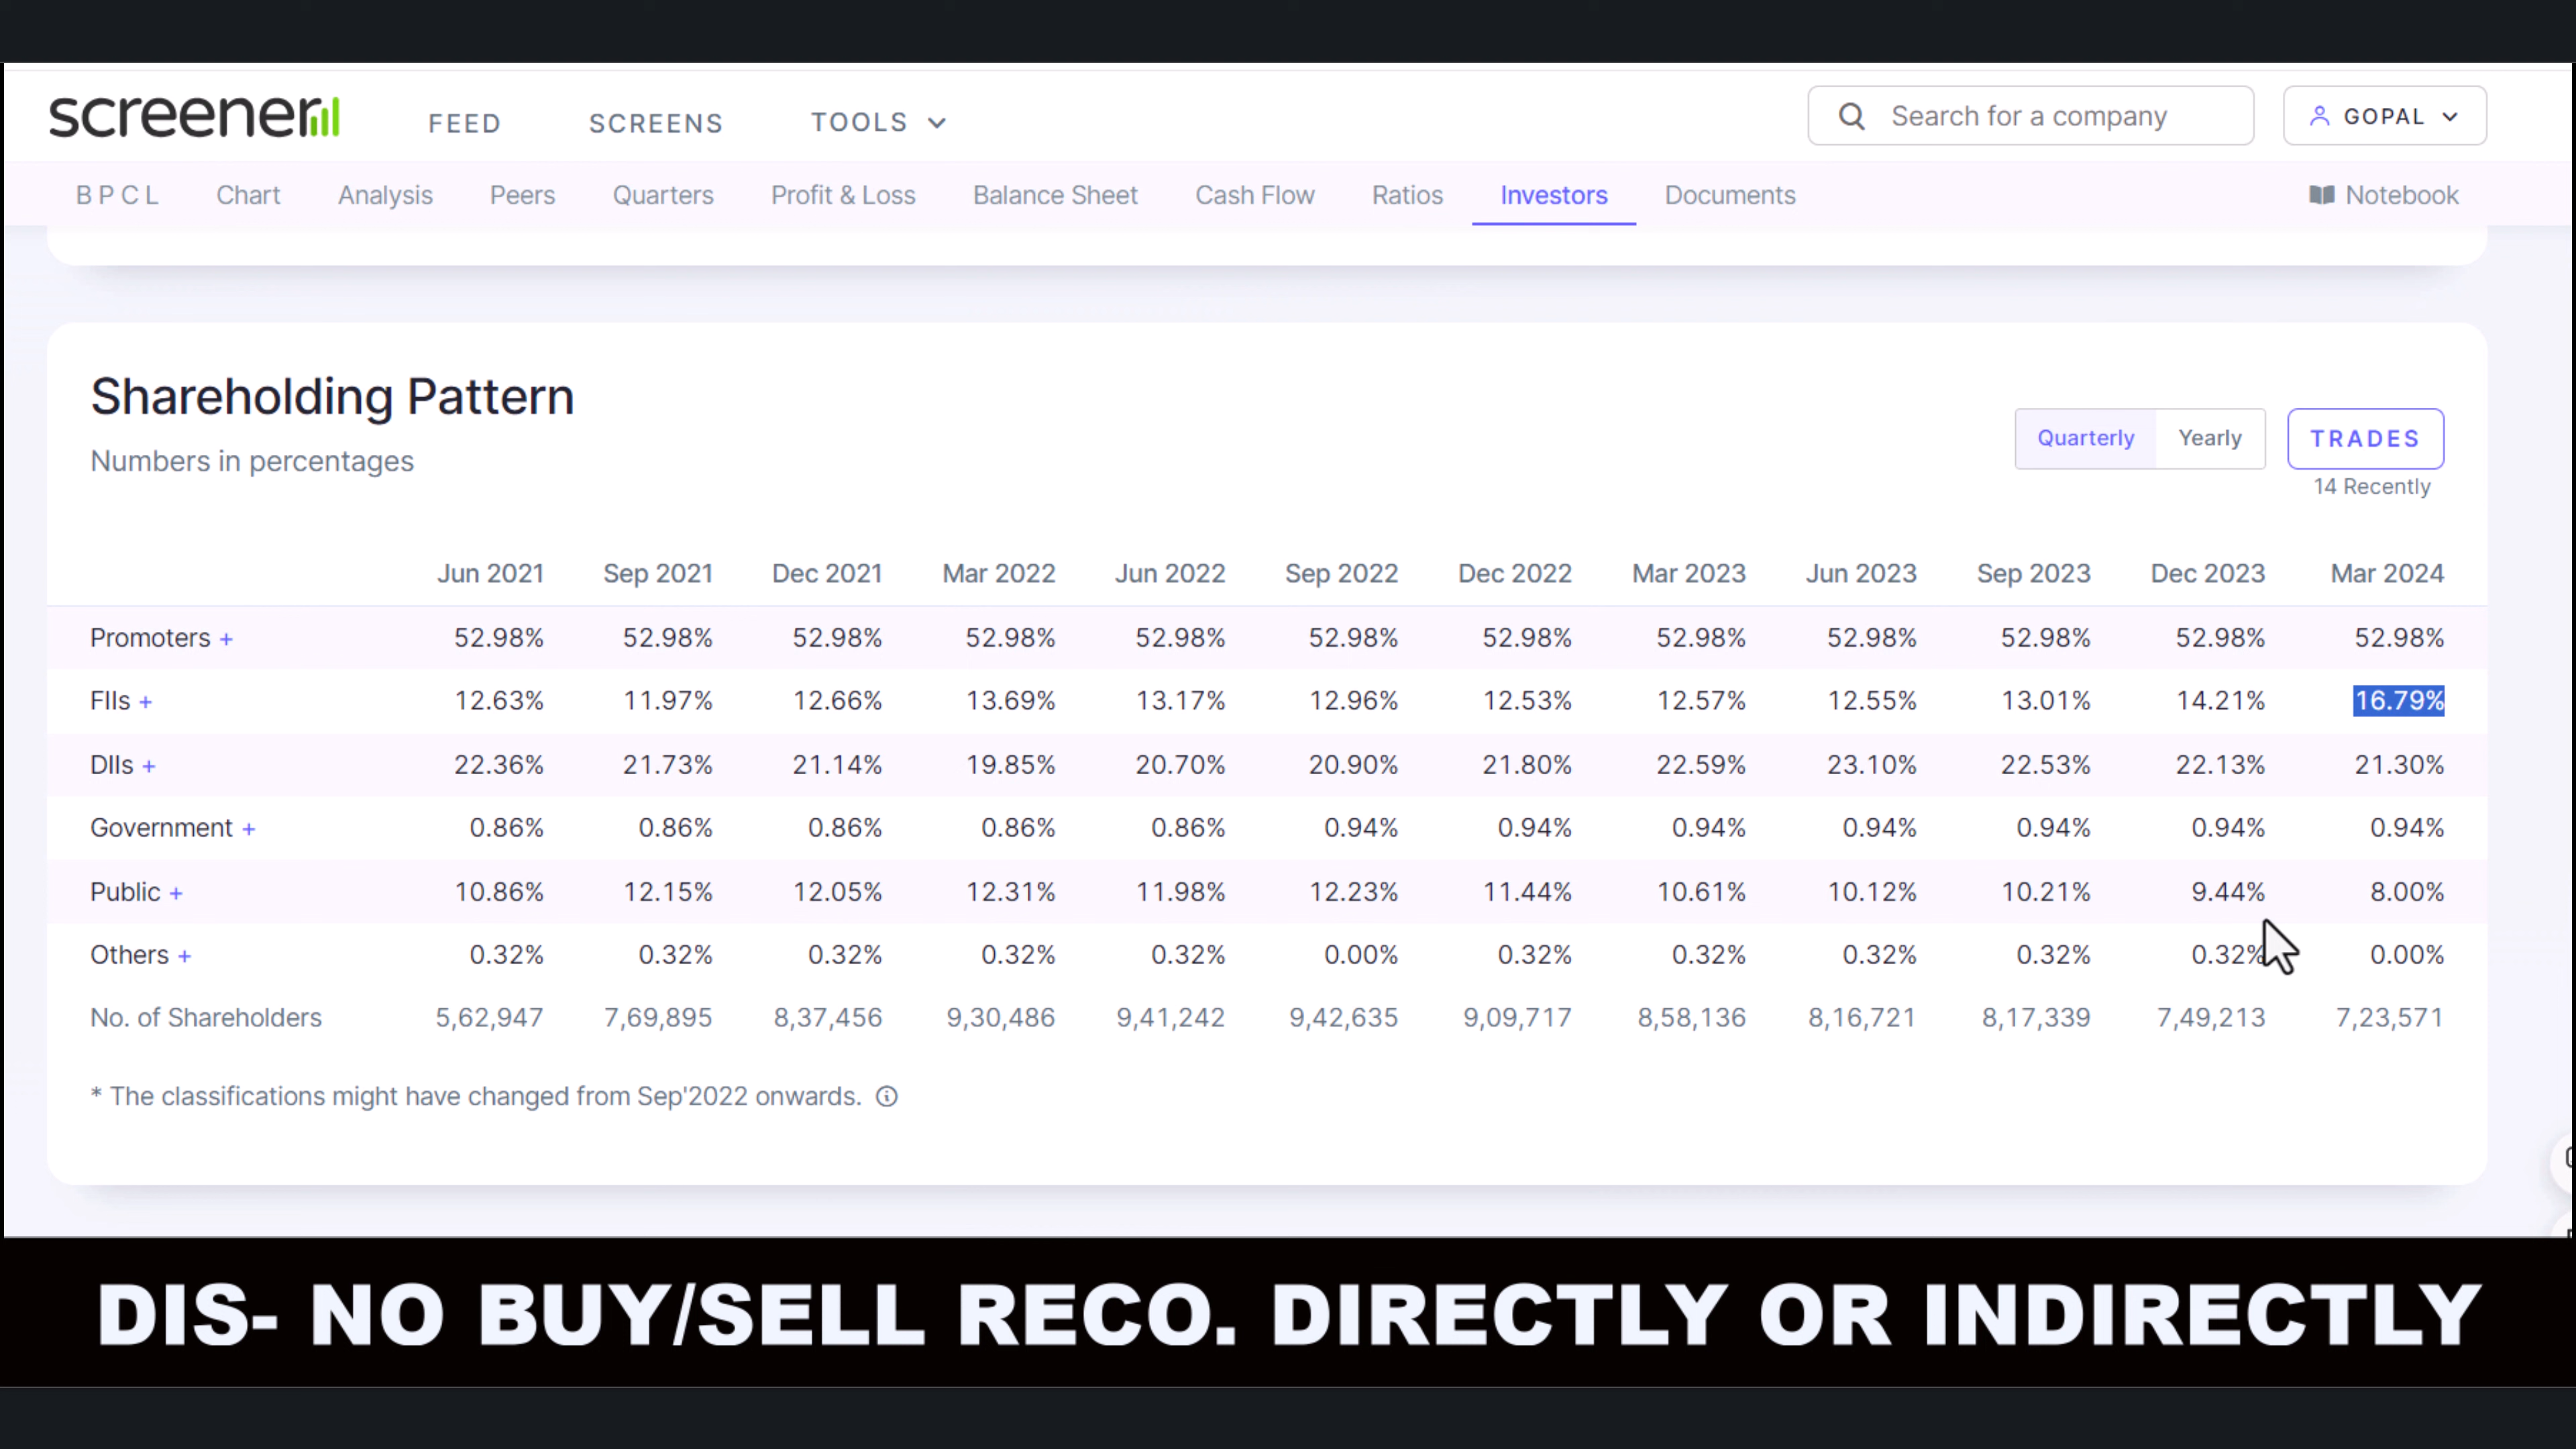 screener FEED SCREENS TOOLS Search for a company GOPAL
B P C L Chart Analysis Peers Quarters Profit & Loss Balance Sheet Cash Flow Ratios Investors Documents Notebook
Shareholding Pattern
Numbers in percentages
Quarterly Yearly TRADES
14 Recently
Jun 2021 Sep 2021 Dec 2021 Mar 2022 Jun 2022 Sep 2022 Dec 2022 Mar 2023 Jun 2023 Sep 2023 Dec 2023 Mar 2024
Promoters + 52.98% 52.98% 52.98% 52.98% 52.98% 52.98% 52.98% 52.98% 52.98% 52.98% 52.98% 52.98%
FIIs + 12.63% 11.97% 12.66% 13.69% 13.17% 12.96% 12.53% 12.57% 12.55% 13.01% 14.21% 16.79%
DIIs + 22.36% 21.73% 21.14% 19.85% 20.70% 20.90% 21.80% 22.59% 23.10% 22.53% 22.13% 21.30%
Government + 0.86% 0.86% 0.86% 0.86% 0.86% 0.94% 0.94% 0.94% 0.94% 0.94% 0.94% 0.94%
Public + 10.86% 12.15% 12.05% 12.31% 11.98% 12.23% 11.44% 10.61% 10.12% 10.21% 9.44% 8.00%
Others + 0.32% 0.32% 0.32% 0.32% 0.32% 0.00% 0.32% 0.32% 0.32% 0.32% 0.32% 0.00%
No. of Shareholders 5,62,947 7,69,895 8,37,456 9,30,486 9,41,242 9,42,635 9,09,717 8,58,136 8,16,721 8,17,339 7,49,213 7,23,571
* The classifications might have changed from Sep'2022 onwards.
DIS- NO BUY/SELL RECO. DIRECTLY OR INDIRECTLY